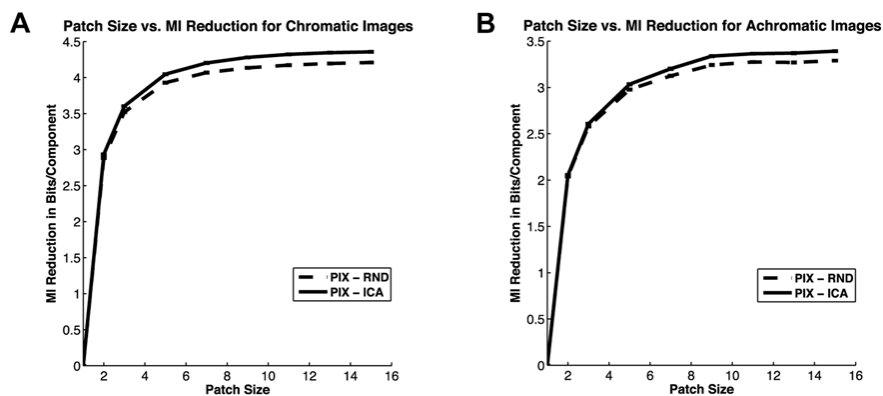 A
Patch Size vs. MI Reduction for Chromatic Images
4.5
4
3.5
3
2.5
2
1.5
1
0.5
0
MI Reduction in Bits/Component
PIX – RND
PIX – ICA
2 4 6 8 10 12 14 16
Patch Size
B
Patch Size vs. MI Reduction for Achromatic Images
3.5
3
2.5
2
1.5
1
0.5
0
MI Reduction in Bits/Component
PIX – RND
PIX – ICA
2 4 6 8 10 12 14 16
Patch Size